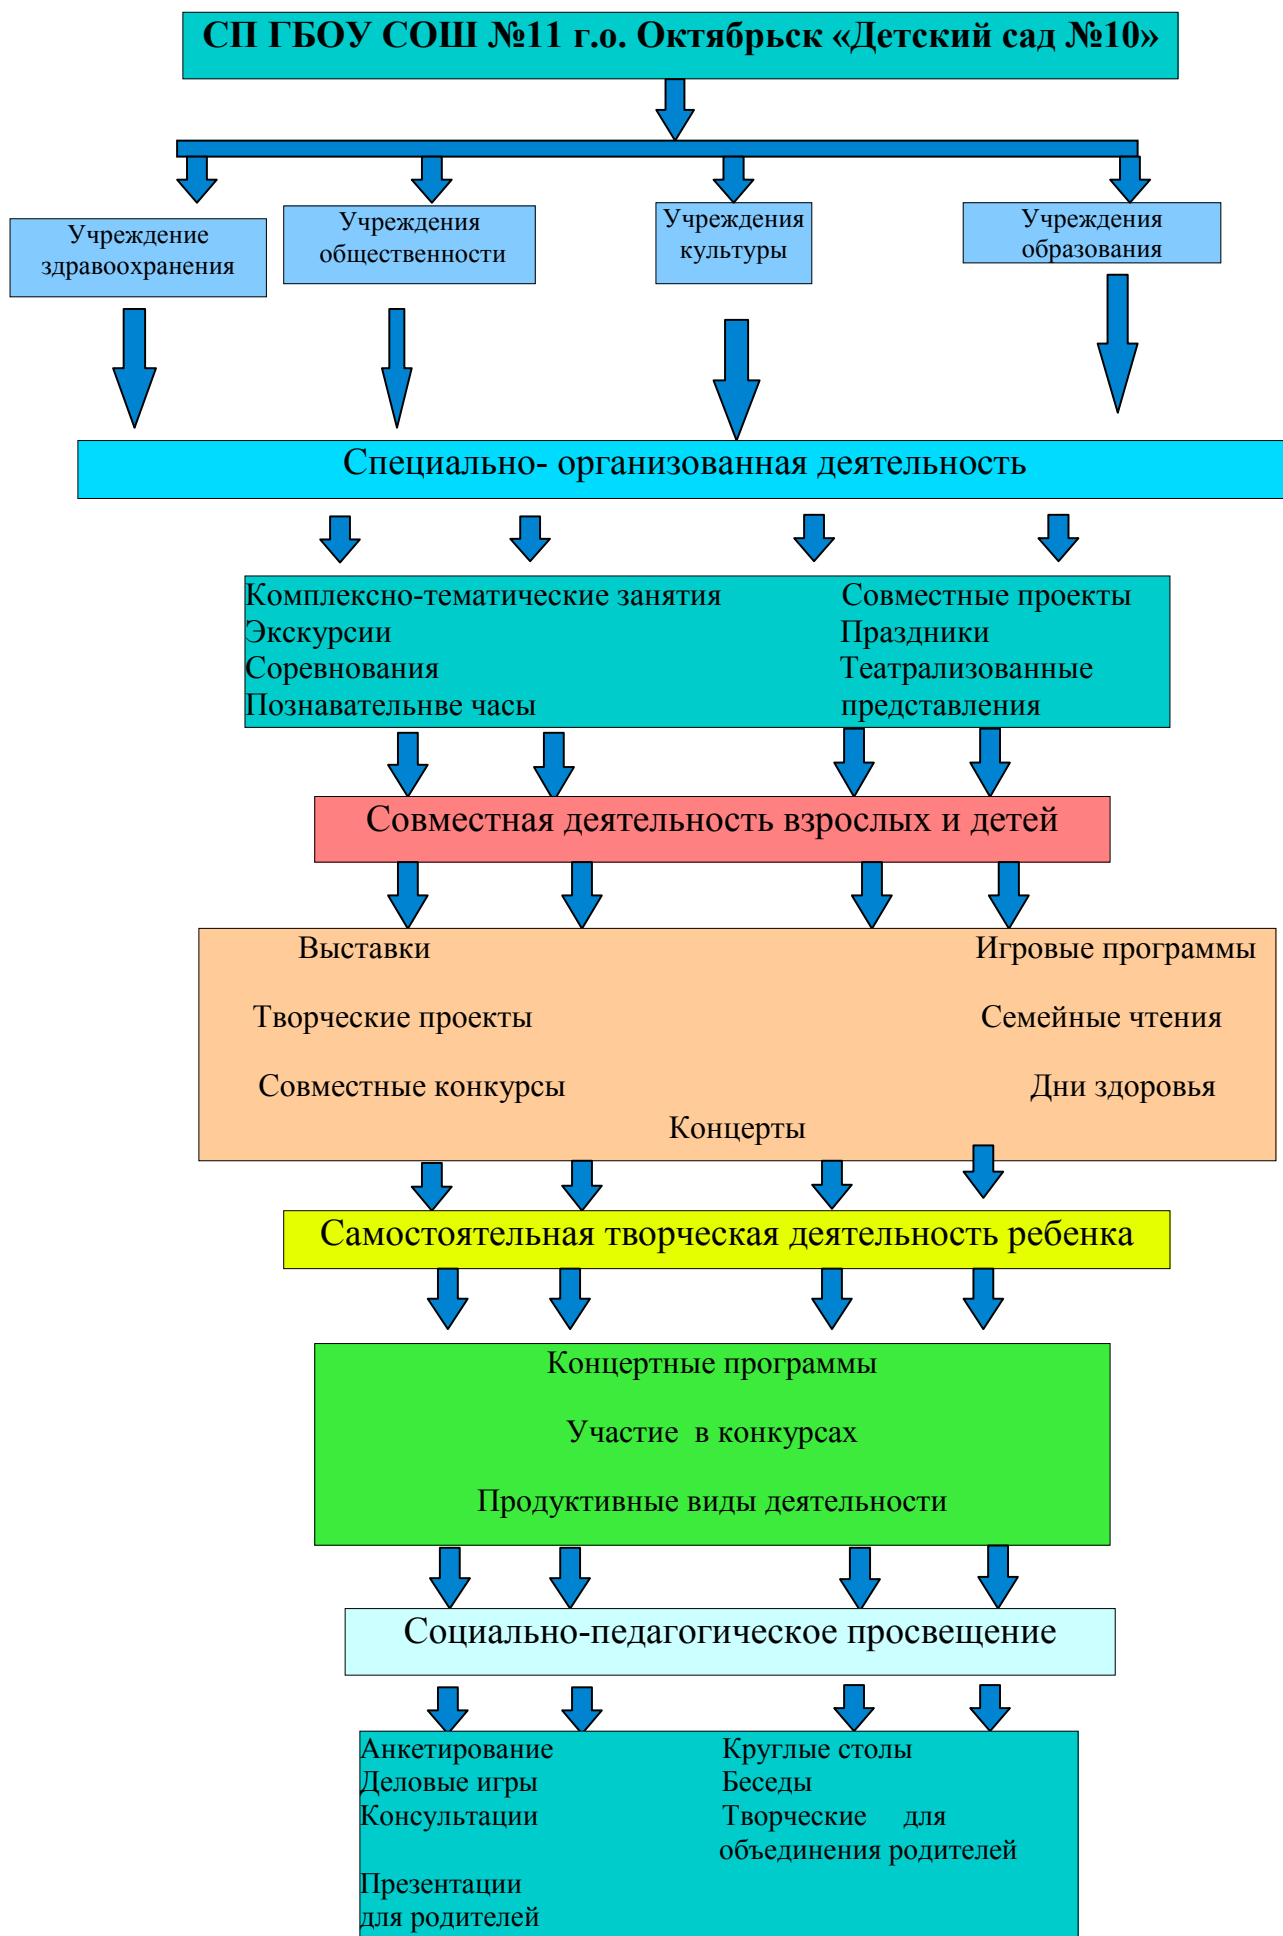 СП ГБОУ СОШ №11 г.о. Октябрьск «Детский сад №10»
Учреждение
здравоохранения
Учреждения
общественности
Учреждения
культуры
Учреждения
образования
Специально- организованная деятельность
Комплексно-тематические занятия
Экскурсии
Соревнования
Познавательнве часы
Совместные проекты
Праздники
Театрализованные
представления
Совместная деятельность взрослых и детей
Выставки
Игровые программы
Творческие проекты
Семейные чтения
Совместные конкурсы
Дни здоровья
Концерты
Самостоятельная творческая деятельность ребенка
Концертные программы
Участие в конкурсах
Продуктивные виды деятельности
Социально-педагогическое просвещение
Анкетирование
Деловые игры
Консультации
Презентации
для родителей
Круглые столы
Беседы
Творческие для
объединения родителей